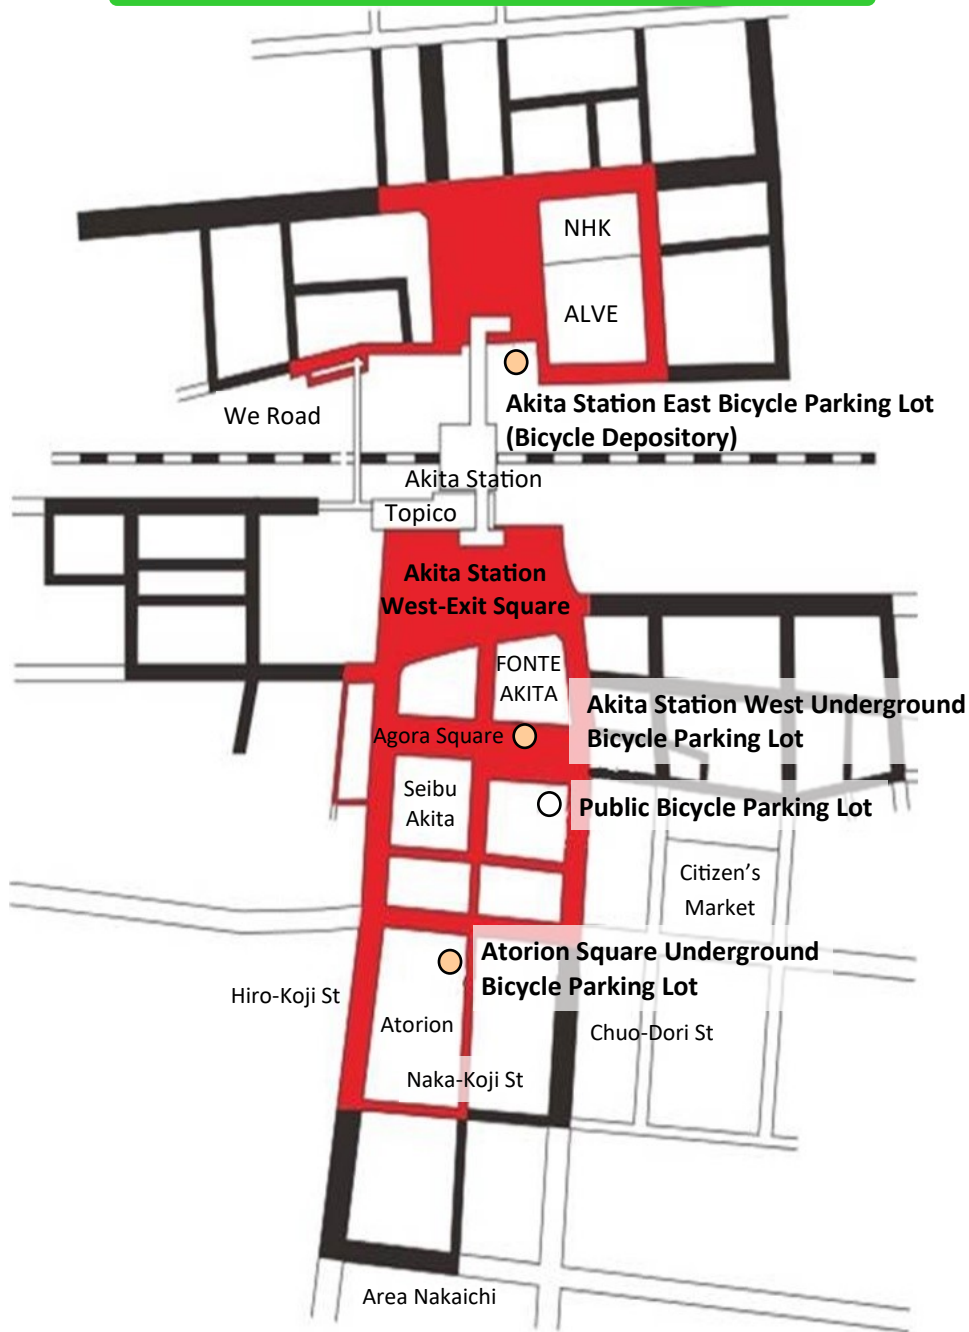 NHK
ALVE
Akita Station East Bicycle Parking Lot
(Bicycle Depository)
We Road
Akita Station
Topico
Akita Station
West-Exit Square
FONTE
AKITA
Akita Station West Underground
Bicycle Parking Lot
Agora Square
Seibu
Akita
Public Bicycle Parking Lot
Citizen's
Market
Atorion Square Underground
Bicycle Parking Lot
Hiro-Koji St
Atorion
Chuo-Dori St
Naka-Koji St
Area Nakaichi